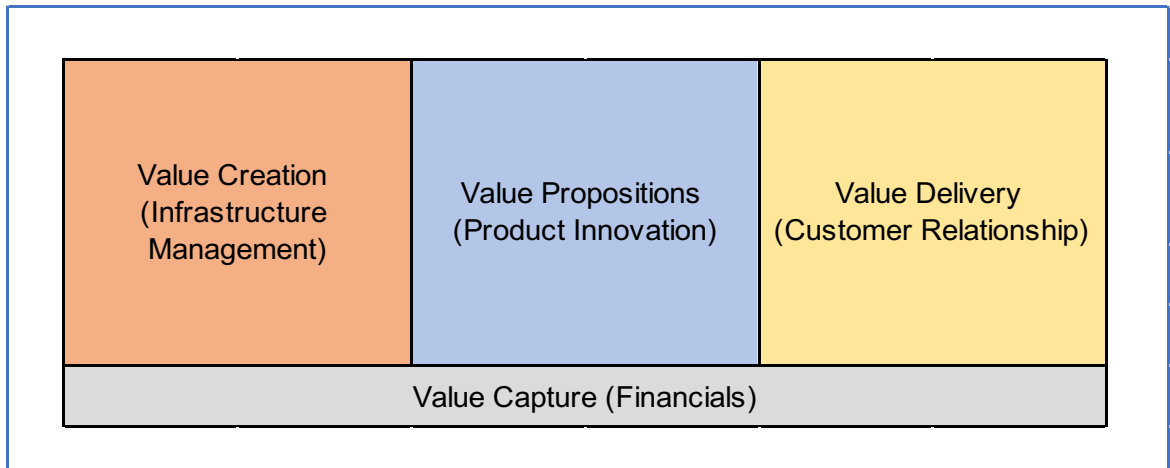 Value Creation
(Infrastructure
Management)
Value Propositions
(Product Innovation)
Value Delivery
(Customer Relationship)
Value Capture (Financials)